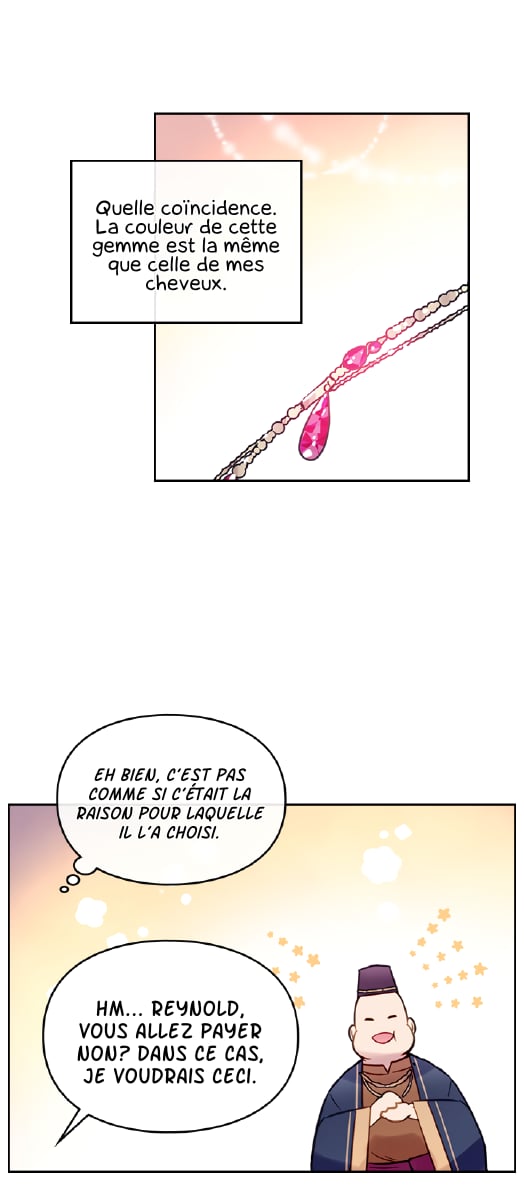 Quelle coïncidence.
La couleur de cette
gemme est la même
que celle de mes
cheveux.
EH BIEN, C'EST PAS
COMME SI C'ÉTAIT LA
RAISON POUR LAQUELLE
IL L'A CHOISI.
HM... REYNOLD,
VOUS ALLEZ PAYER
NON? DANS CE CAS,
JE VOUDRAIS CECI.